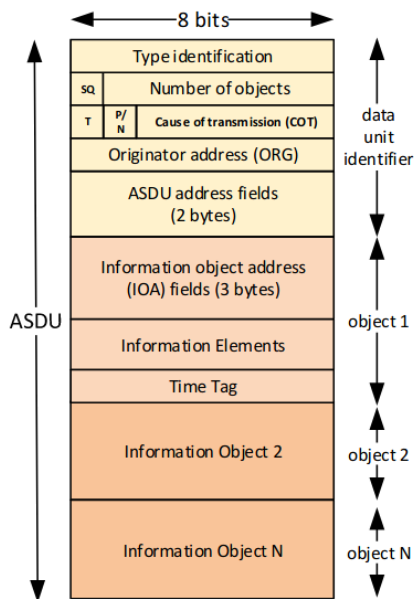 8 bits
Type identification
SQ
Number of objects
T
P/
N
Cause of transmission (COT)
Originator address (ORG)
ASDU address fields
(2 bytes)
data
unit
identifier
Information object address
(IOA) fields (3 bytes)
ASDU
object 1
Information Elements
Time Tag
Information Object 2
object 2
Information Object N
object N